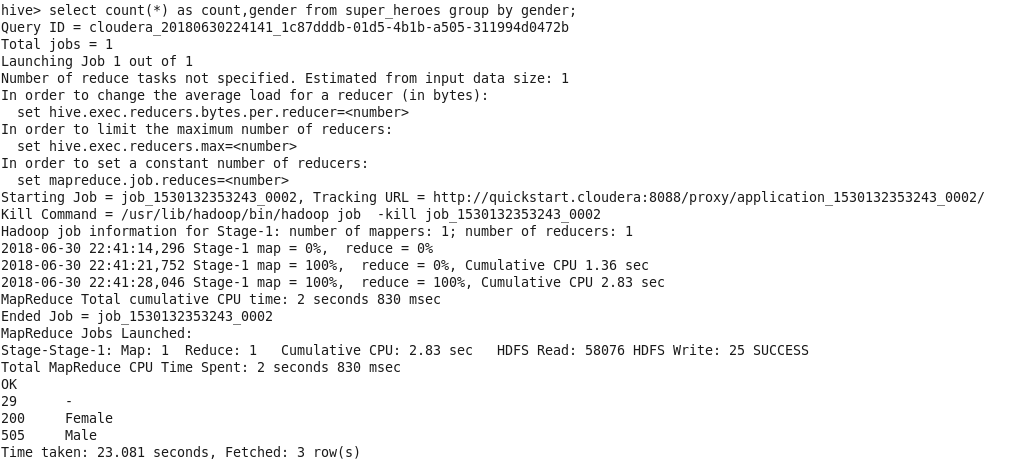 hive> select count(*) as count,gender from super_heroes group by gender;
Query ID = cloudera_20180630224141_1c87dddb-01d5-4b1b-a505-311994d0472b
Total jobs = 1
Launching Job 1 out of 1
Number of reduce tasks not specified. Estimated from input data size: 1
In order to change the average load for a reducer (in bytes):
  set hive.exec.reducers.bytes.per.reducer=<number>
In order to limit the maximum number of reducers:
  set hive.exec.reducers.max=<number>
In order to set a constant number of reducers:
  set mapreduce.job.reduces=<number>
Starting Job = job_1530132353243_0002, Tracking URL = http://quickstart.cloudera:8088/proxy/application_1530132353243_0002/
Kill Command = /usr/lib/hadoop/bin/hadoop job  -kill job_1530132353243_0002
Hadoop job information for Stage-1: number of mappers: 1; number of reducers: 1
2018-06-30 22:41:14,296 Stage-1 map = 0%,  reduce = 0%
2018-06-30 22:41:21,752 Stage-1 map = 100%,  reduce = 0%, Cumulative CPU 1.36 sec
2018-06-30 22:41:28,046 Stage-1 map = 100%,  reduce = 100%, Cumulative CPU 2.83 sec
MapReduce Total cumulative CPU time: 2 seconds 830 msec
Ended Job = job_1530132353243_0002
MapReduce Jobs Launched:
Stage-Stage-1: Map: 1  Reduce: 1   Cumulative CPU: 2.83 sec   HDFS Read: 58076 HDFS Write: 25 SUCCESS
Total MapReduce CPU Time Spent: 2 seconds 830 msec
OK
29      -
200     Female
505     Male
Time taken: 23.081 seconds, Fetched: 3 row(s)